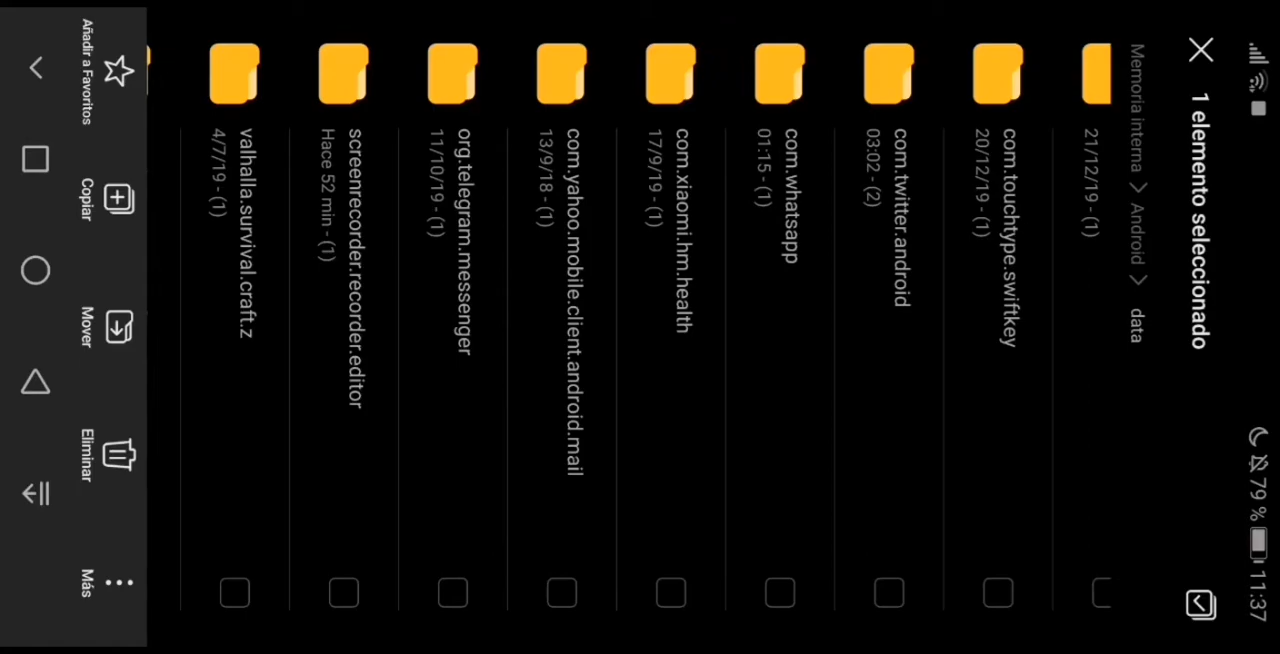 79 % 11:37
1 elemento seleccionado
Memoria interna > Android > data
21/12/19 - (1)
com.touchtype.swiftkey
20/12/19 - (1)
com.twitter.android
03:02 - (2)
com.whatsapp
01:15 - (1)
com.xiaomi.hm.health
17/9/19 - (1)
com.yahoo.mobile.client.android.mail
13/9/18 - (1)
org.telegram.messenger
11/10/19 - (1)
screenrecorder.recorder.editor
Hace 52 min - (1)
valhalla.survival.craft.z
4/7/19 - (1)
Añadir a Favoritos
Copiar
Mover
Eliminar
Más